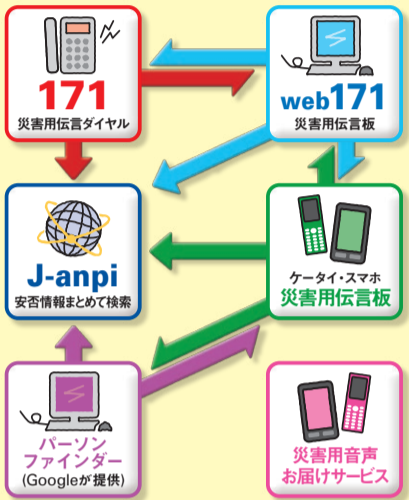 171
災害用伝言ダイヤル
web171
災害用伝言板
J-anpi
安否情報まとめて検索
ケータイ・スマホ
災害用伝言板
パーソン
ファインダー
(Googleが提供)
災害用音声
お届けサービス